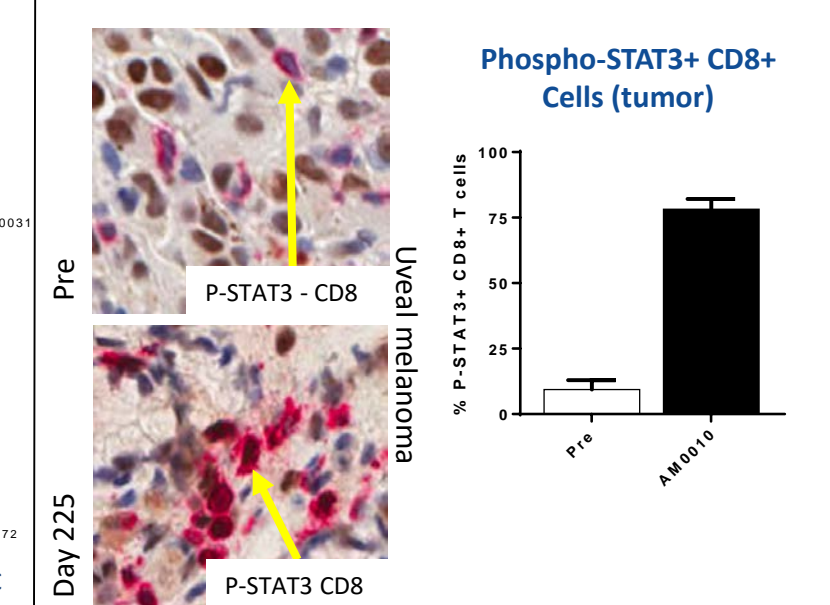 0031
72
Pre
P-STAT3 - CD8
Uveal melanoma
Day 225
P-STAT3 CD8
Phospho-STAT3+ CD8+
Cells (tumor)
% P-STAT3+ CD8+ T cells
100
75
50
25
0
Pre
AM0010